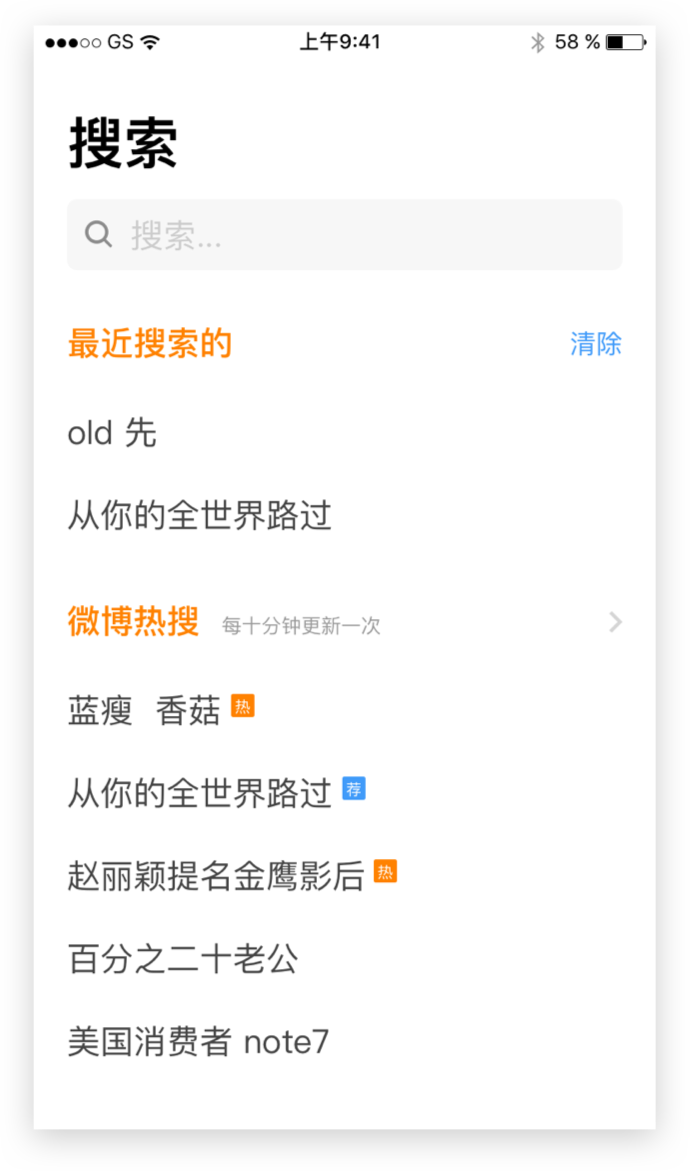 GS 上午9:41 58 %
搜索
搜索...
最近搜索的 清除
old 先
从你的全世界路过
微博热搜 每十分钟更新一次
蓝瘦 香菇 热
从你的全世界路过 荐
赵丽颖提名金鹰影后 热
百分之二十老公
美国消费者 note7